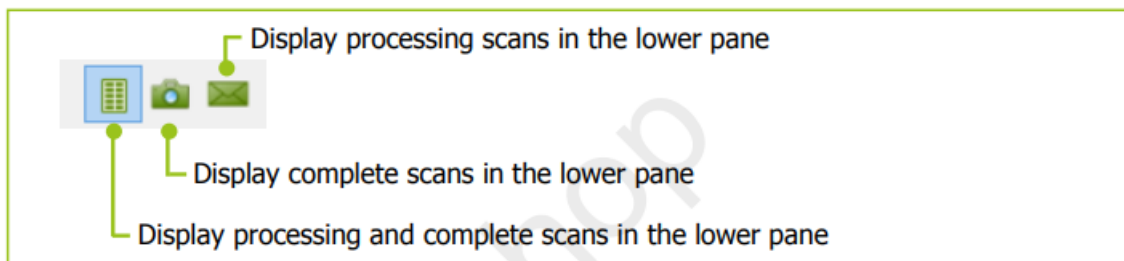 Display processing scans in the lower pane
Display complete scans in the lower pane
Display processing and complete scans in the lower pane
hop